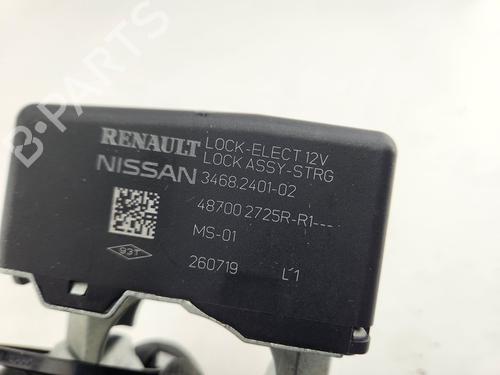 B-PARTS
RENAULT LOCK-ELECT 12V
LOCK ASSY-STRG
NISSAN 3468.2401-02
48700 2725R-R1---
MS-01
93T
260719 L1